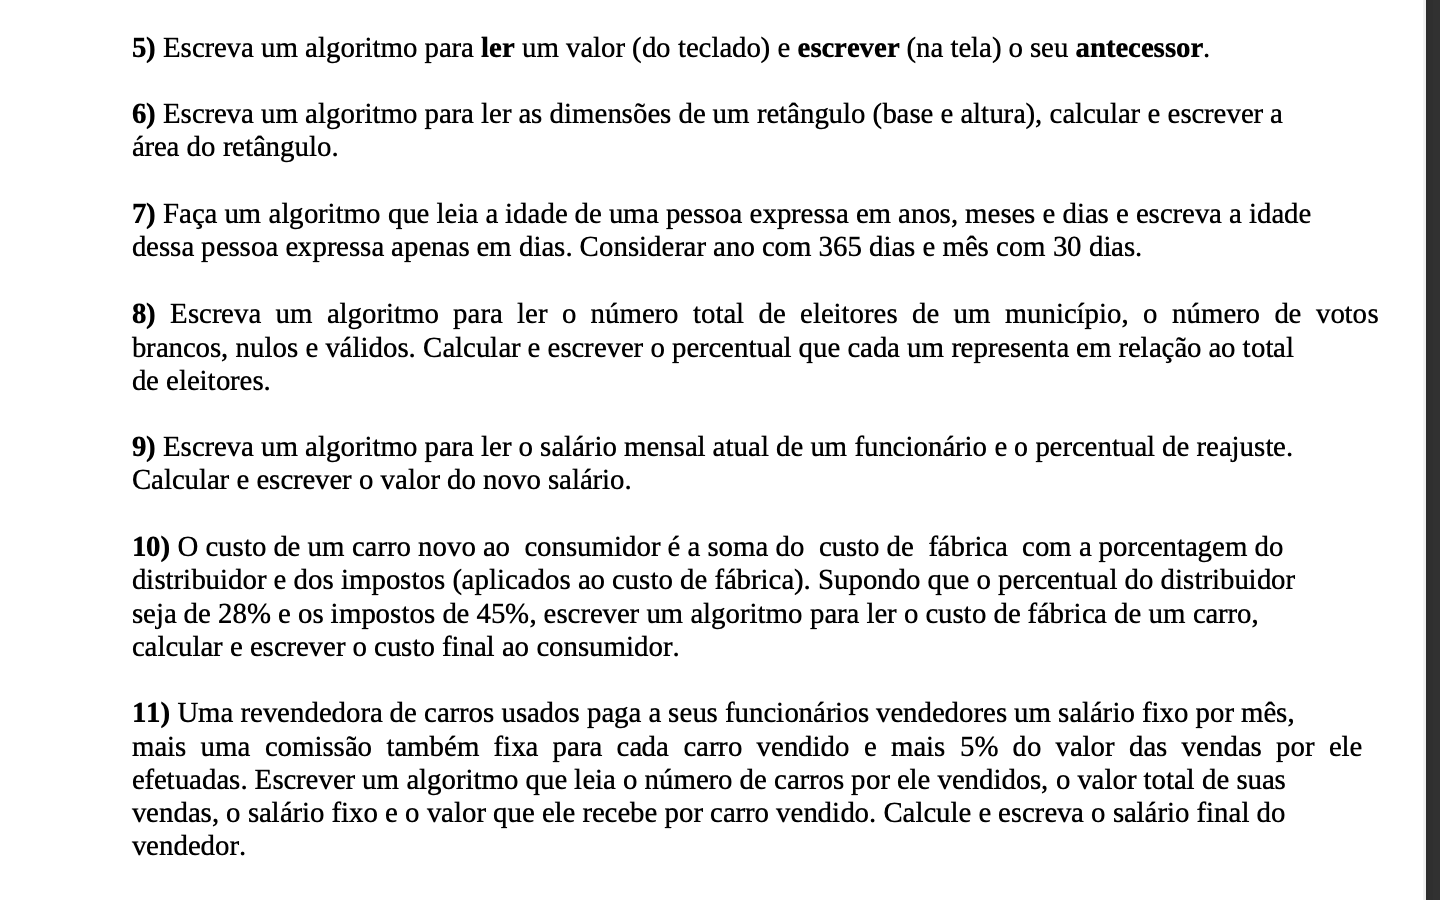 5) Escreva um algoritmo para ler um valor (do teclado) e escrever (na tela) o seu antecessor.
6) Escreva um algoritmo para ler as dimensões de um retângulo (base e altura), calcular e escrever a
área do retângulo.
7) Faça um algoritmo que leia a idade de uma pessoa expressa em anos, meses e dias e escreva a idade
dessa pessoa expressa apenas em dias. Considerar ano com 365 dias e mês com 30 dias.
8) Escreva um algoritmo para ler o número total de eleitores de um município, o número de votos
brancos, nulos e válidos. Calcular e escrever o percentual que cada um representa em relação ao total
de eleitores.
9) Escreva um algoritmo para ler o salário mensal atual de um funcionário e o percentual de reajuste.
Calcular e escrever o valor do novo salário.
10) O custo de um carro novo ao consumidor é a soma do custo de fábrica com a porcentagem do
distribuidor e dos impostos (aplicados ao custo de fábrica). Supondo que o percentual do distribuidor
seja de 28% e os impostos de 45%, escrever um algoritmo para ler o custo de fábrica de um carro,
calcular e escrever o custo final ao consumidor.
11) Uma revendedora de carros usados paga a seus funcionários vendedores um salário fixo por mês,
mais uma comissão também fixa para cada carro vendido e mais 5% do valor das vendas por ele
efetuadas. Escrever um algoritmo que leia o número de carros por ele vendidos, o valor total de suas
vendas, o salário fixo e o valor que ele recebe por carro vendido. Calcule e escreva o salário final do
vendedor.